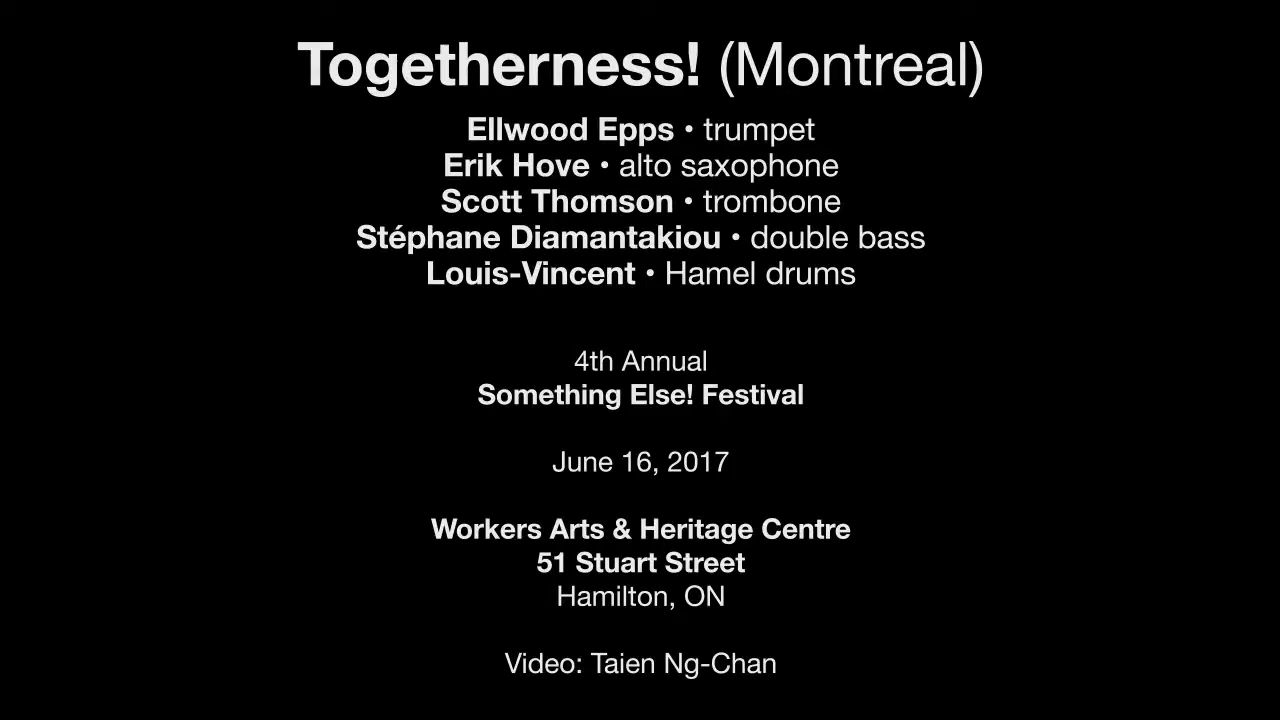 Togetherness! (Montreal)
Ellwood Epps • trumpet
Erik Hove • alto saxophone
Scott Thomson • trombone
Stéphane Diamantakiou • double bass
Louis-Vincent • Hamel drums
4th Annual
Something Else! Festival
June 16, 2017
Workers Arts & Heritage Centre
51 Stuart Street
Hamilton, ON
Video: Taien Ng-Chan